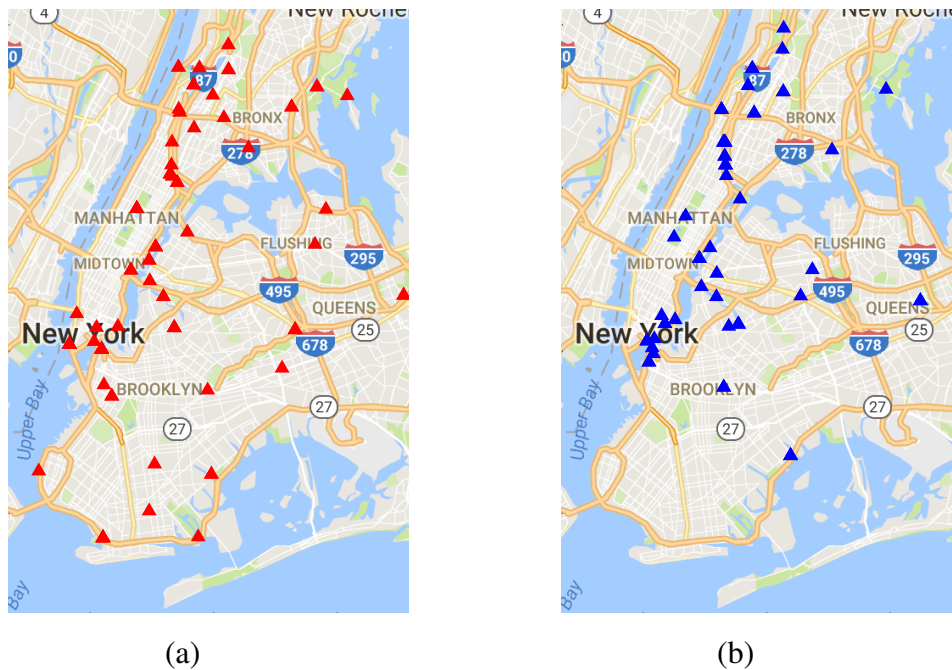 4
New Roche
0
87
BRONX
278
MANHATTAN
FLUSHING
295
MIDTOWN
495
QUEENS
New York
25
678
BROOKLYN
Upper Bay
27
27
Bay
(a)
4
New Roche
0
87
BRONX
278
MANHATTAN
FLUSHING
295
MIDTOWN
495
QUEENS
New York
25
678
BROOKLYN
Upper Bay
27
27
Bay
(b)